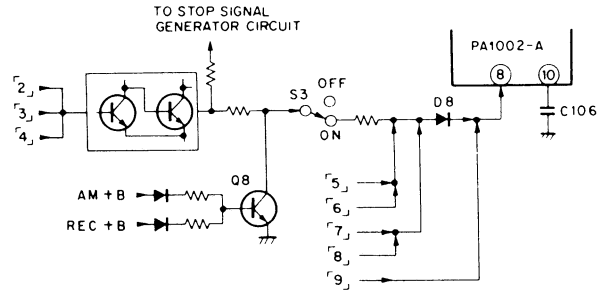 TO STOP SIGNAL
GENERATOR CIRCUIT
PA1002-A
8
10
C106
D8
OFF
S3
ON
「2」
「3」
「4」
Q8
AM +B
REC +B
「5」
「6」
「7」
「8」
「9」